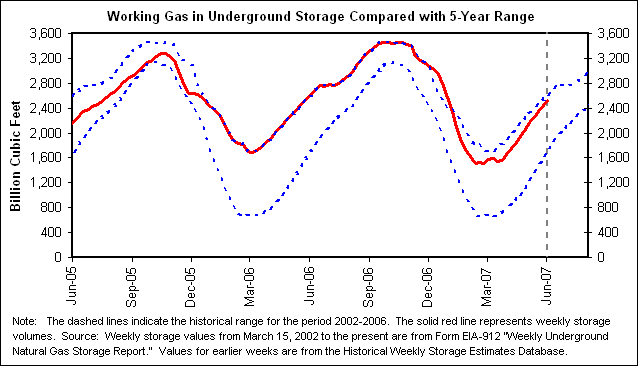 Working Gas in Underground Storage Compared with 5-Year Range
Billion Cubic Feet
3,600
3,200
2,800
2,400
2,000
1,600
1,200
800
400
0
3,600
3,200
2,800
2,400
2,000
1,600
1,200
800
400
0
Jun-05
Sep-05
Dec-05
Mar-06
Jun-06
Sep-06
Dec-06
Mar-07
Jun-07
Note: The dashed lines indicate the historical range for the period 2002-2006. The solid red line represents weekly storage
volumes. Source: Weekly storage values from March 15, 2002 to the present are from Form EIA-912 "Weekly Underground
Natural Gas Storage Report." Values for earlier weeks are from the Historical Weekly Storage Estimates Database.